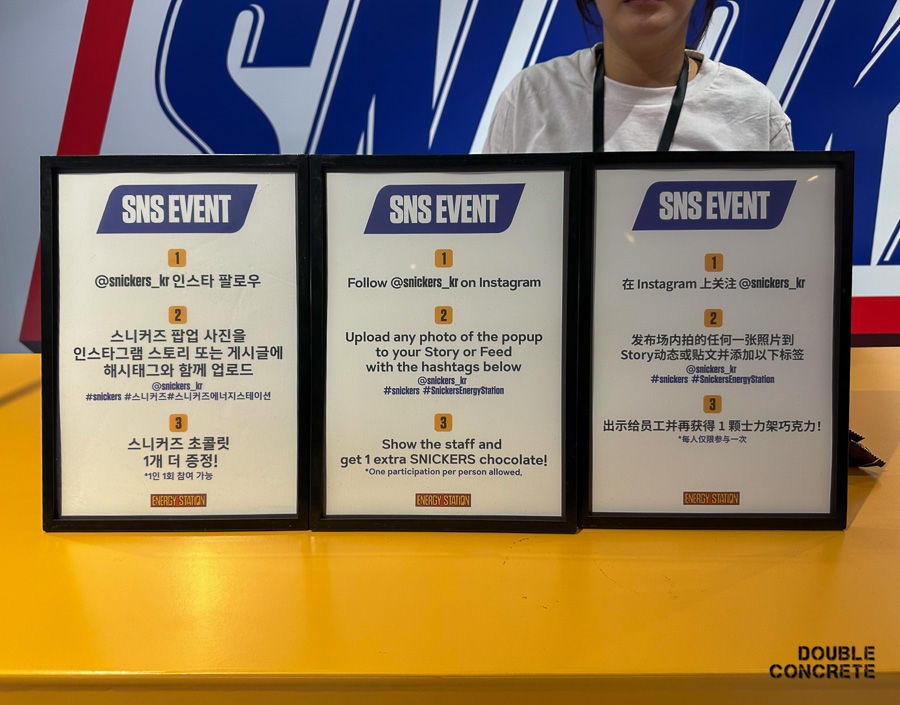 SNS EVENT
1
@snickers_kr 인스타 팔로우
2
스니커즈 팝업 사진을
인스타그램 스토리 또는 게시글에
해시태그와 함께 업로드
@snickers_kr
#snickers #스니커즈#스니커즈에너지스테이션
3
스니커즈 초콜릿
1개 더 증정!
*1인 1회 참여 가능
ENERGY STATION
SNS EVENT
1
Follow @snickers_kr on Instagram
2
Upload any photo of the popup
to your Story or Feed
with the hashtags below
@snickers_kr
#snickers #SnickersEnergyStation
3
Show the staff and
get 1 extra SNICKERS chocolate!
*One participation per person allowed.
ENERGY STATION
SNS EVENT
1
在 Instagram 上关注 @snickers_kr
2
发布场内拍的任何一张照片到
Story动态或贴文并添加以下标签
@snickers_kr
#snickers #SnickersEnergyStation
3
出示给员工并再获得 1 颗士力架巧克力!
*每人仅限参与一次
ENERGY STATION
DOUBLE
CONCRETE